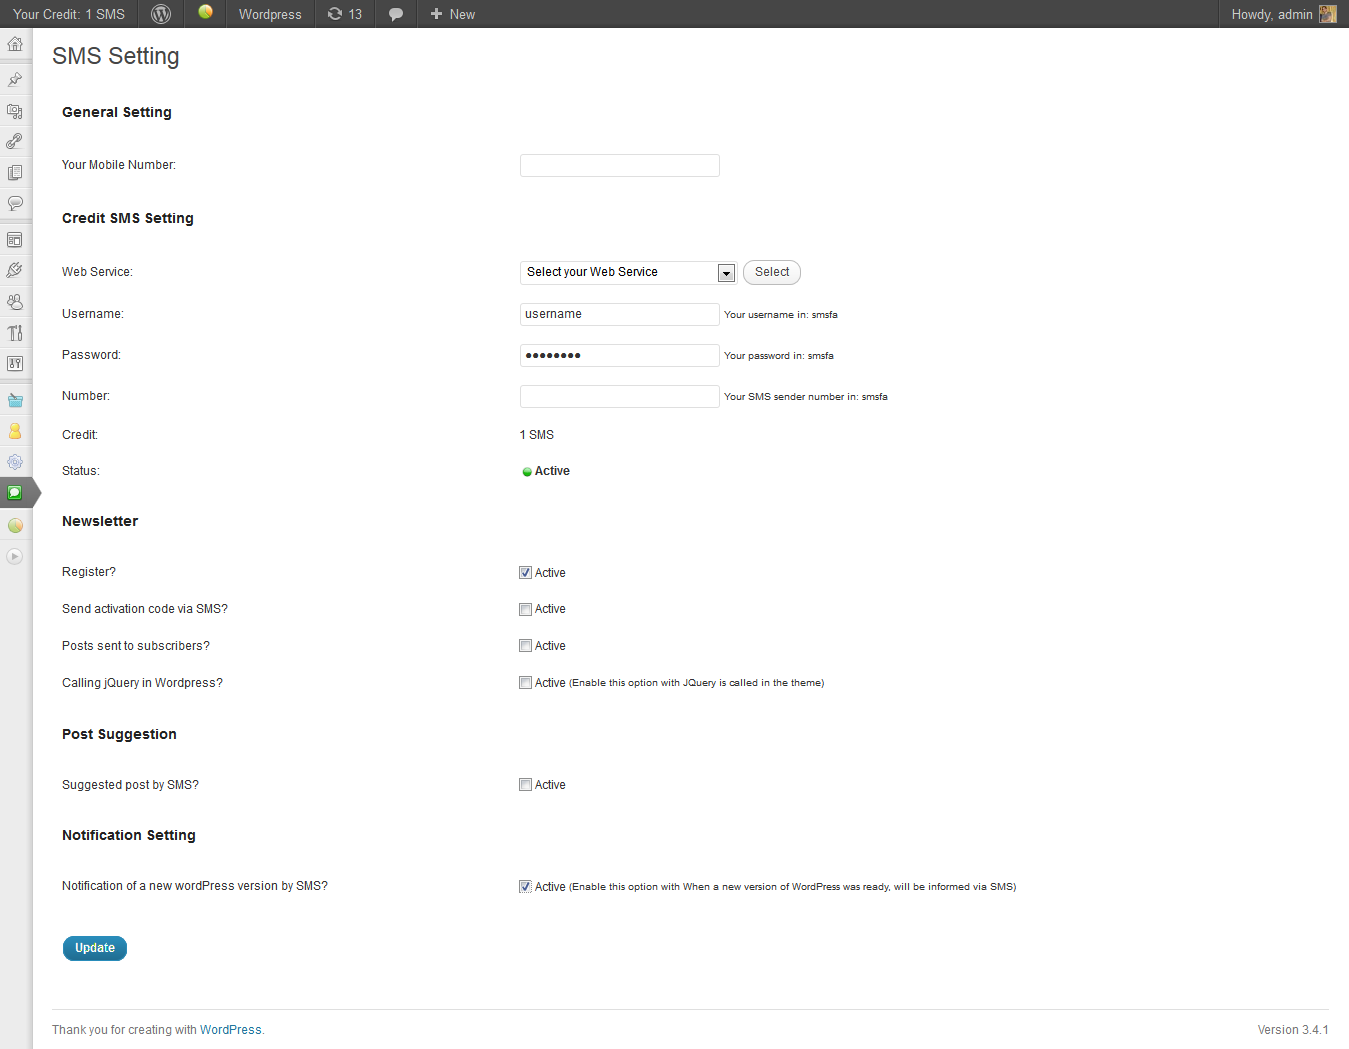 Your Credit: 1 SMS Wordpress 13 New Howdy, admin
SMS Setting
General Setting
Your Mobile Number:
Credit SMS Setting
Web Service: Select your Web Service Select
Username: username Your username in: smsfa
Password: •••••••• Your password in: smsfa
Number: Your SMS sender number in: smsfa
Credit: 1 SMS
Status: Active
Newsletter
Register? Active
Send activation code via SMS? Active
Posts sent to subscribers? Active
Calling jQuery in Wordpress? Active (Enable this option with JQuery is called in the theme)
Post Suggestion
Suggested post by SMS? Active
Notification Setting
Notification of a new wordPress version by SMS? Active (Enable this option with When a new version of WordPress was ready, will be informed via SMS)
Update
Thank you for creating with WordPress. Version 3.4.1